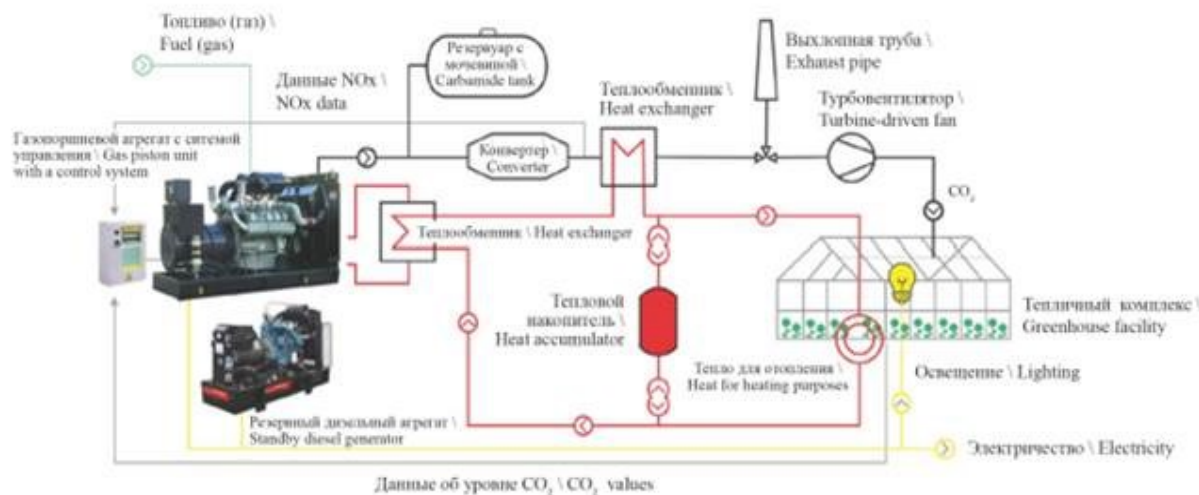 Топливо (газ) \
Fuel (gas)
Данные NOx \
NOx data
Резервуар с
мочевиной \
Carbamide tank
Теплообменник \
Heat exchanger
Выхлопная труба \
Exhaust pipe
Турбовентилятор \
Turbine-driven fan
Газопоршневой агрегат с ситемой
управления \ Gas piston unit
with a control system
Конвертер \
Converter
CO₂
Теплообменник \ Heat exchanger
Тепловой
накопитель \
Heat accumulator
Тепличный комплекс \
Greenhouse facility
Тепло для отопления \
Heat for heating purposes
Освещение \ Lighting
Резервный дизельный агрегат \
Standby diesel generator
Электричество \ Electricity
Данные об уровне CO₂ \ CO₂ values